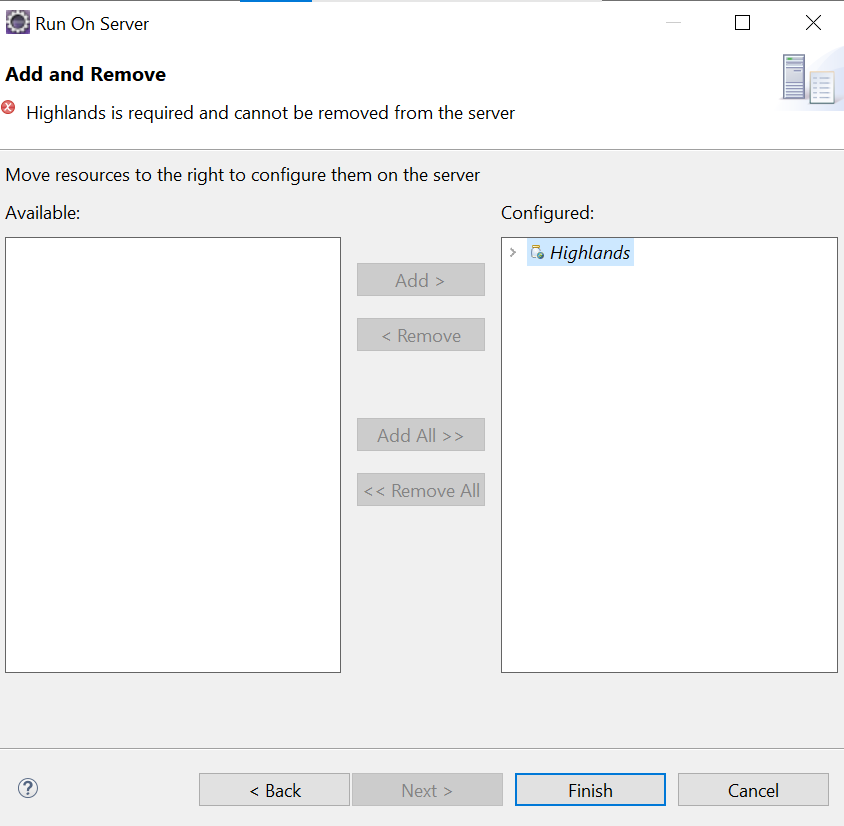 Run On Server
Add and Remove
Highlands is required and cannot be removed from the server
Move resources to the right to configure them on the server
Available:
Configured:
Highlands
Add >
< Remove
Add All >>
<< Remove All
?
< Back
Next >
Finish
Cancel